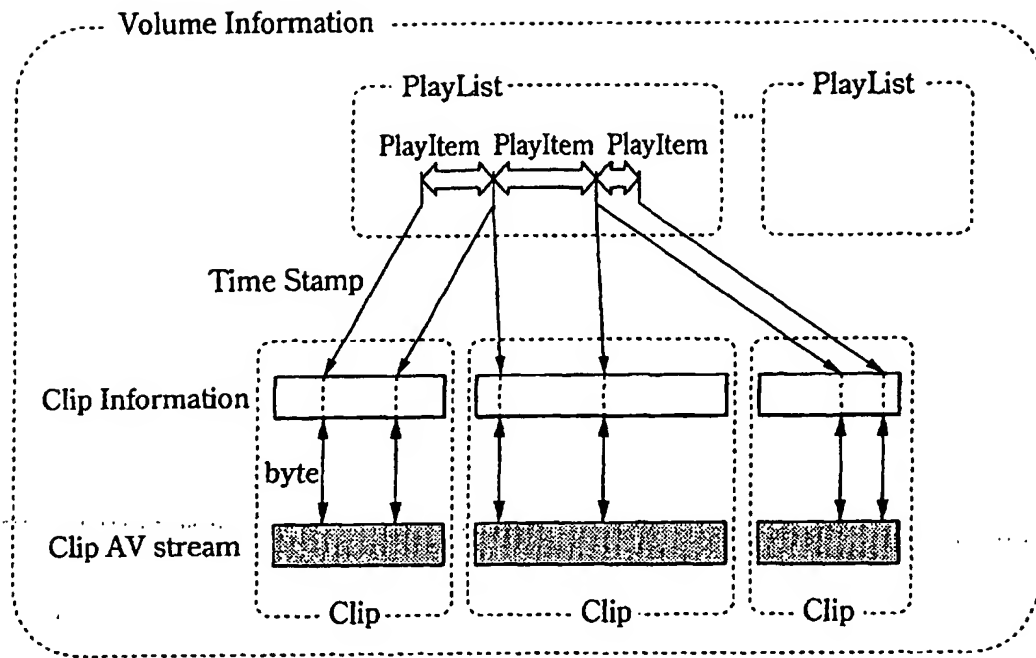 Volume Information
PlayList
PlayList
...
PlayItem PlayItem PlayItem
Time Stamp
Clip Information
byte
Clip AV stream
Clip
Clip
Clip